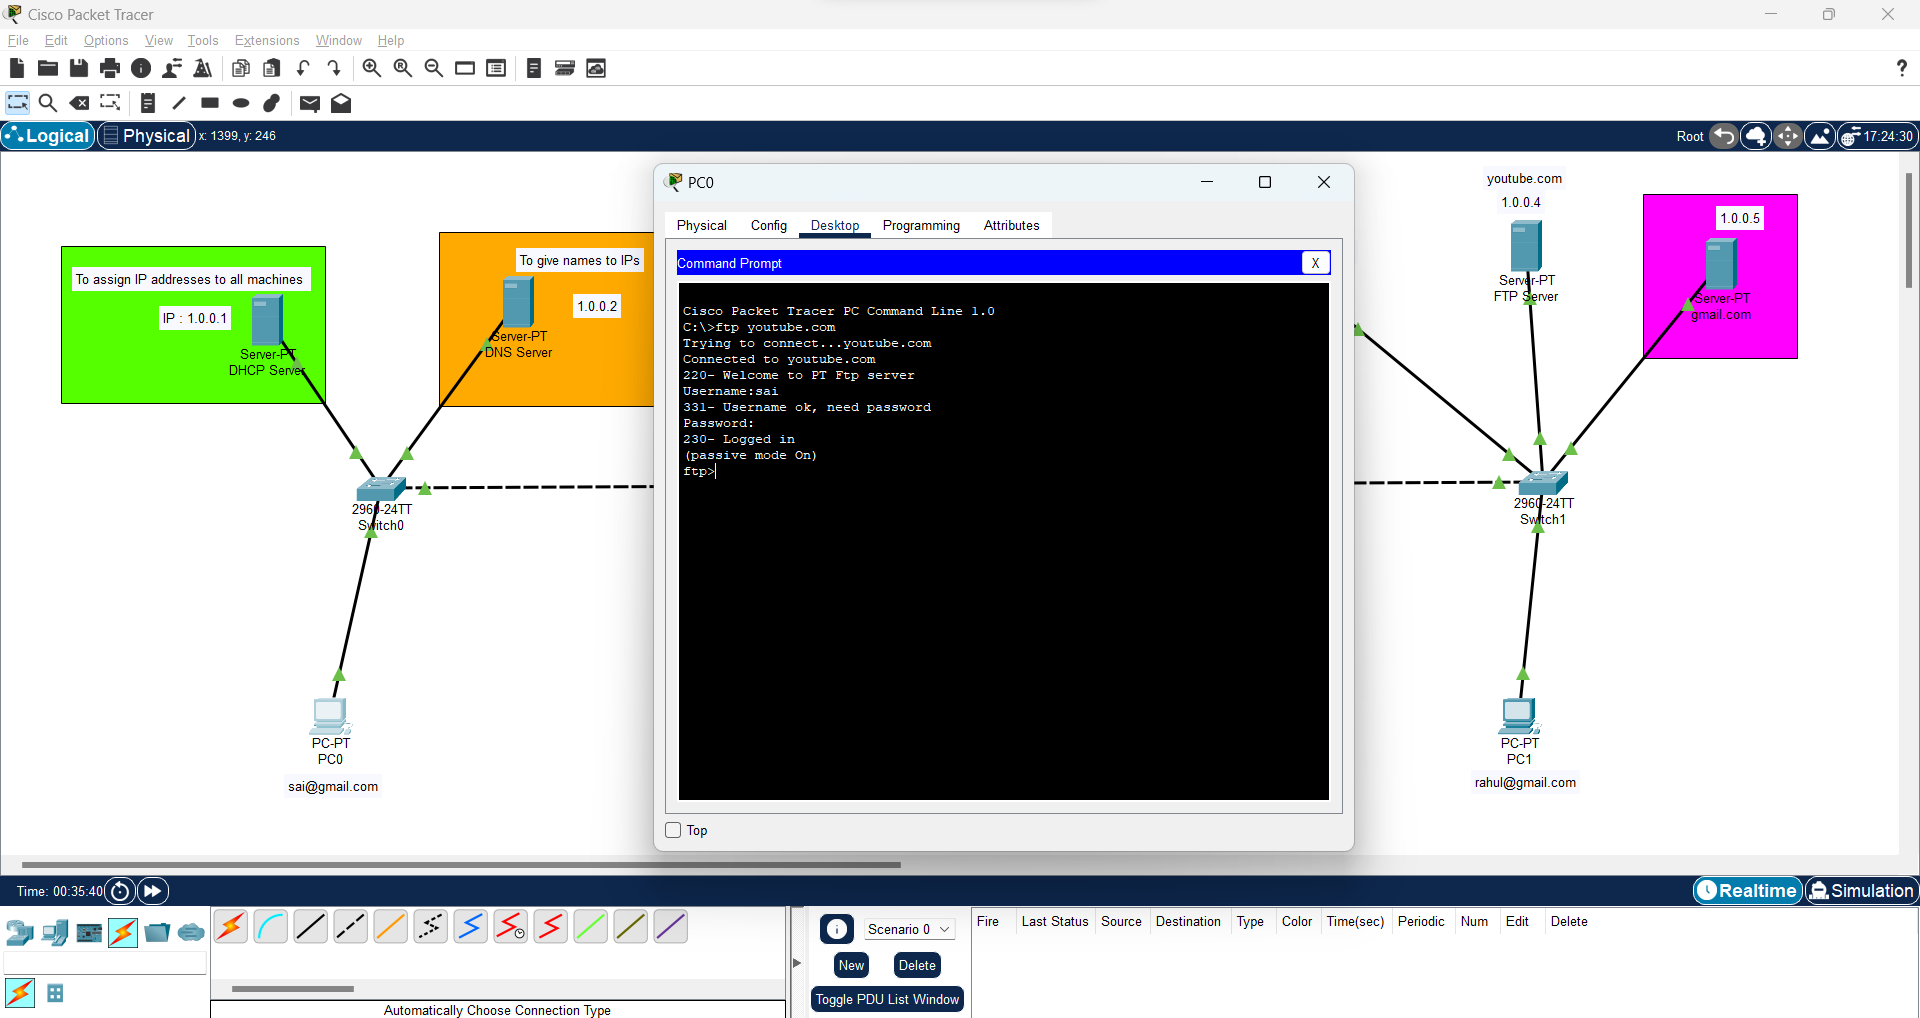 Cisco Packet Tracer
File Edit Options View Tools Extensions Window Help
?
Logical Physical x: 1399, y: 246 Root 17:24:30
To assign IP addresses to all machines
IP : 1.0.0.1
Server-PT
DHCP Server
To give names to IPs
1.0.0.2
Server-PT
DNS Server
2960-24TT
Switch0
PC-PT
PC0
sai@gmail.com
PC0
Physical Config Desktop Programming Attributes
Command Prompt X
Cisco Packet Tracer PC Command Line 1.0
C:\>ftp youtube.com
Trying to connect...youtube.com
Connected to youtube.com
220- Welcome to PT Ftp server
Username:sai
331- Username ok, need password
Password:
230- Logged in
(passive mode On)
ftp>
Top
youtube.com
1.0.0.4
Server-PT
FTP Server
1.0.0.5
Server-PT
gmail.com
2960-24TT
Switch1
PC-PT
PC1
rahul@gmail.com
Time: 00:35:40 Realtime Simulation
Automatically Choose Connection Type
Scenario 0
New Delete
Toggle PDU List Window
Fire Last Status Source Destination Type Color Time(sec) Periodic Num Edit Delete